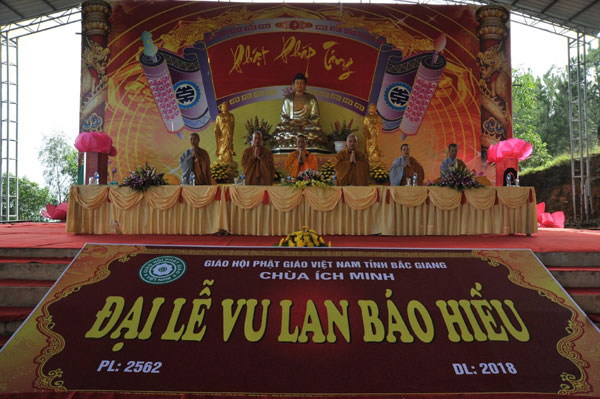 Phật Pháp Tăng
GIÁO HỘI PHẬT GIÁO VIỆT NAM TỈNH BẮC GIANG
CHÙA ÍCH MINH
ĐẠI LỄ VU LAN BÁO HIẾU
PL: 2562
DL: 2018